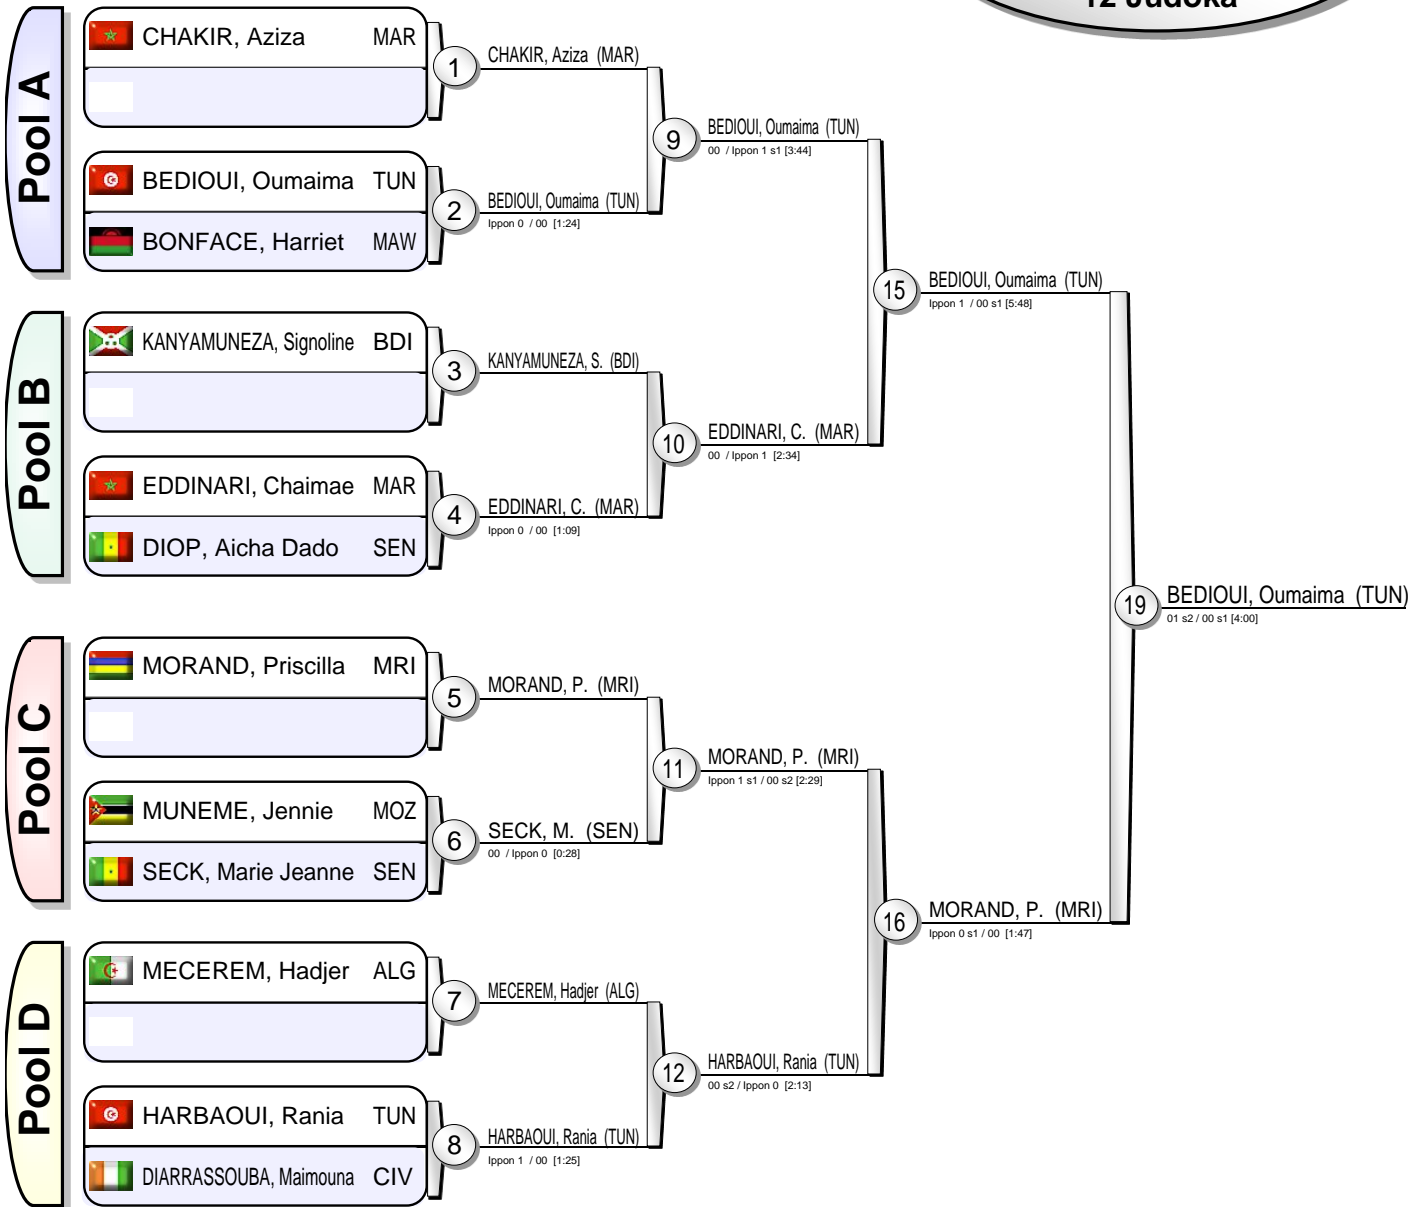 12 Judoka
Pool A
CHAKIR, Aziza MAR
BEDIOUI, Oumaima TUN
BONFACE, Harriet MAW
Pool B
KANYAMUNEZA, Signoline BDI
EDDINARI, Chaimae MAR
DIOP, Aicha Dado SEN
Pool C
MORAND, Priscilla MRI
MUNEME, Jennie MOZ
SECK, Marie Jeanne SEN
Pool D
MECEREM, Hadjer ALG
HARBAOUI, Rania TUN
DIARRASSOUBA, Maimouna CIV
1
CHAKIR, Aziza (MAR)
2
BEDIOUI, Oumaima (TUN)
Ippon 0 / 00 [1:24]
3
KANYAMUNEZA, S. (BDI)
4
EDDINARI, C. (MAR)
Ippon 0 / 00 [1:09]
5
MORAND, P. (MRI)
6
SECK, M. (SEN)
00 / Ippon 0 [0:28]
7
MECEREM, Hadjer (ALG)
8
HARBAOUI, Rania (TUN)
Ippon 1 / 00 [1:25]
9
BEDIOUI, Oumaima (TUN)
00 / Ippon 1 s1 [3:44]
10
EDDINARI, C. (MAR)
00 / Ippon 1 [2:34]
11
MORAND, P. (MRI)
Ippon 1 s1 / 00 s2 [2:29]
12
HARBAOUI, Rania (TUN)
00 s2 / Ippon 0 [2:13]
15
BEDIOUI, Oumaima (TUN)
Ippon 1 / 00 s1 [5:48]
16
MORAND, P. (MRI)
Ippon 0 s1 / 00 [1:47]
19
BEDIOUI, Oumaima (TUN)
01 s2 / 00 s1 [4:00]